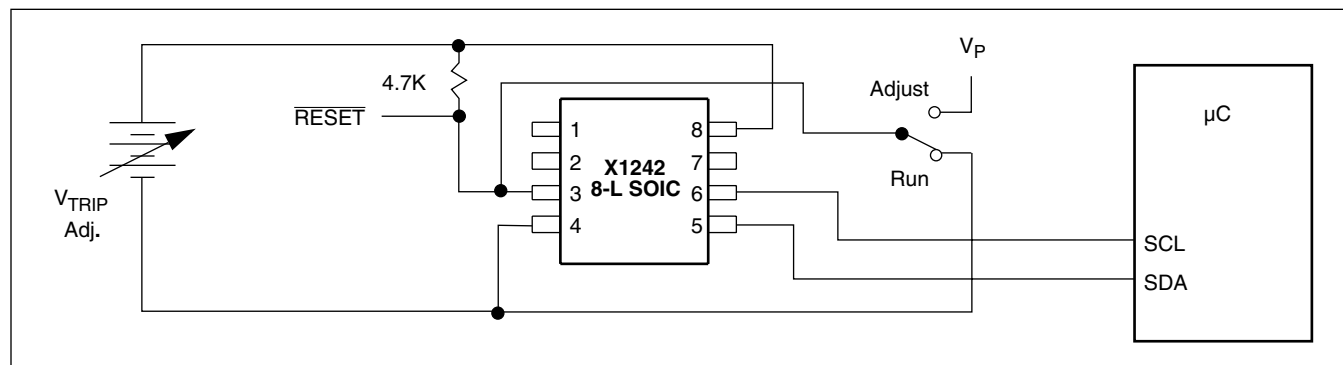 V_P
4.7K
Adjust
RESET
µC
1
8
X1242
2
7
8-L SOIC
Run
3
6
V_TRIP
Adj.
4
5
SCL
SDA